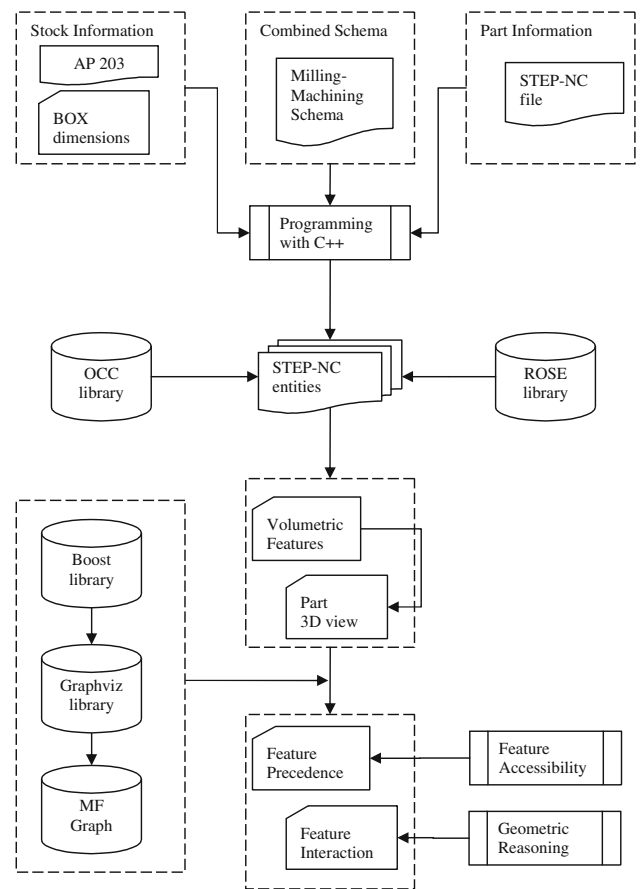 Stock Information
AP 203
BOX
dimensions
Combined Schema
Milling-
Machining
Schema
Part Information
STEP-NC
file
Programming
with C++
OCC
library
STEP-NC
entities
ROSE
library
Volumetric
Features
Part
3D view
Boost
library
Graphviz
library
MF
Graph
Feature
Precedence
Feature
Accessibility
Feature
Interaction
Geometric
Reasoning